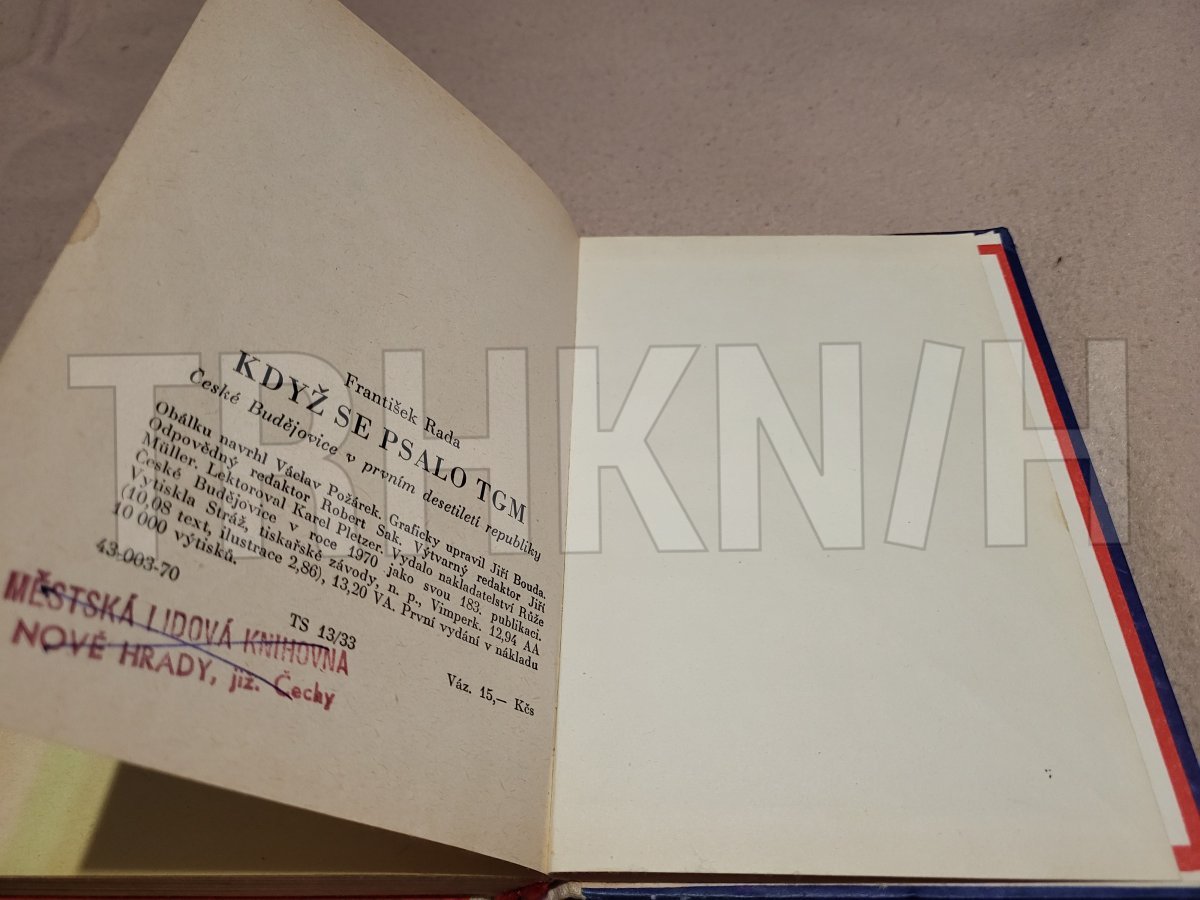 František Rada
KDYŽ SE PSALO TGM
České Budějovice v prvním desetiletí republiky
Obálku navrhl Václav Požárek. Graficky upravil Jiří Bouda.
Odpovědný redaktor Robert Sak. Výtvarný redaktor Jiří
Müller. Lektoroval Karel Pletzer. Vydalo nakladatelství Růže
České Budějovice v roce 1970 jako svou 183. publikaci.
Vytiskla Stráž, tiskařské závody, n. p., Vimperk. 12,94 AA
(10,08 text, ilustrace 2,86), 13,20 VA. První vydání v nákladu
10 000 výtisků.
43-003-70
TS 13/33
Váz. 15,— Kčs
MĚSTSKÁ LIDOVÁ KNIHOVNA
NOVÉ HRADY, již. Čechy
TRHKN/H